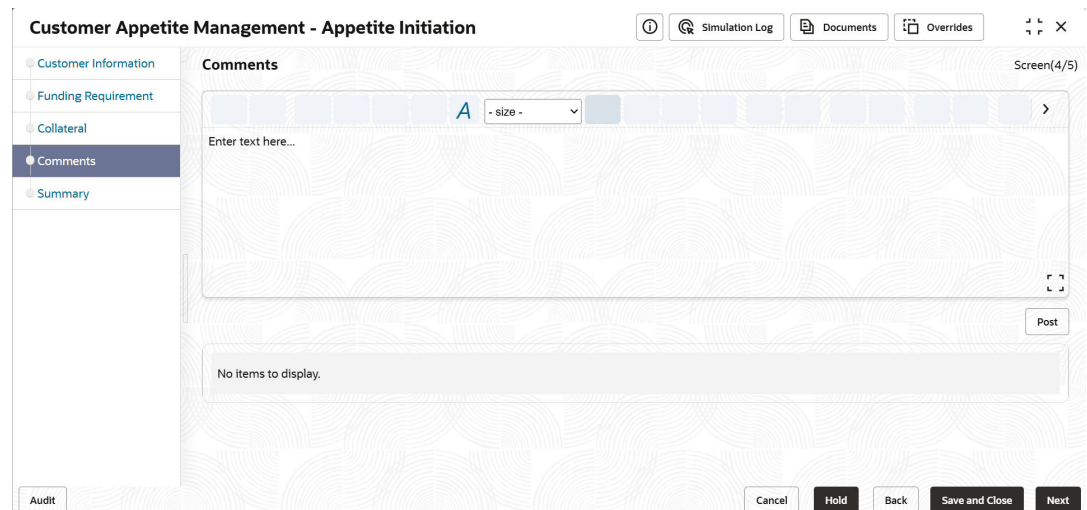 Customer Appetite Management - Appetite Initiation
Simulation Log
Documents
Overrides
Customer Information
Funding Requirement
Collateral
Comments
Summary
Comments
Screen(4/5)
A
- size -
Enter text here...
Post
No items to display.
Audit
Cancel
Hold
Back
Save and Close
Next